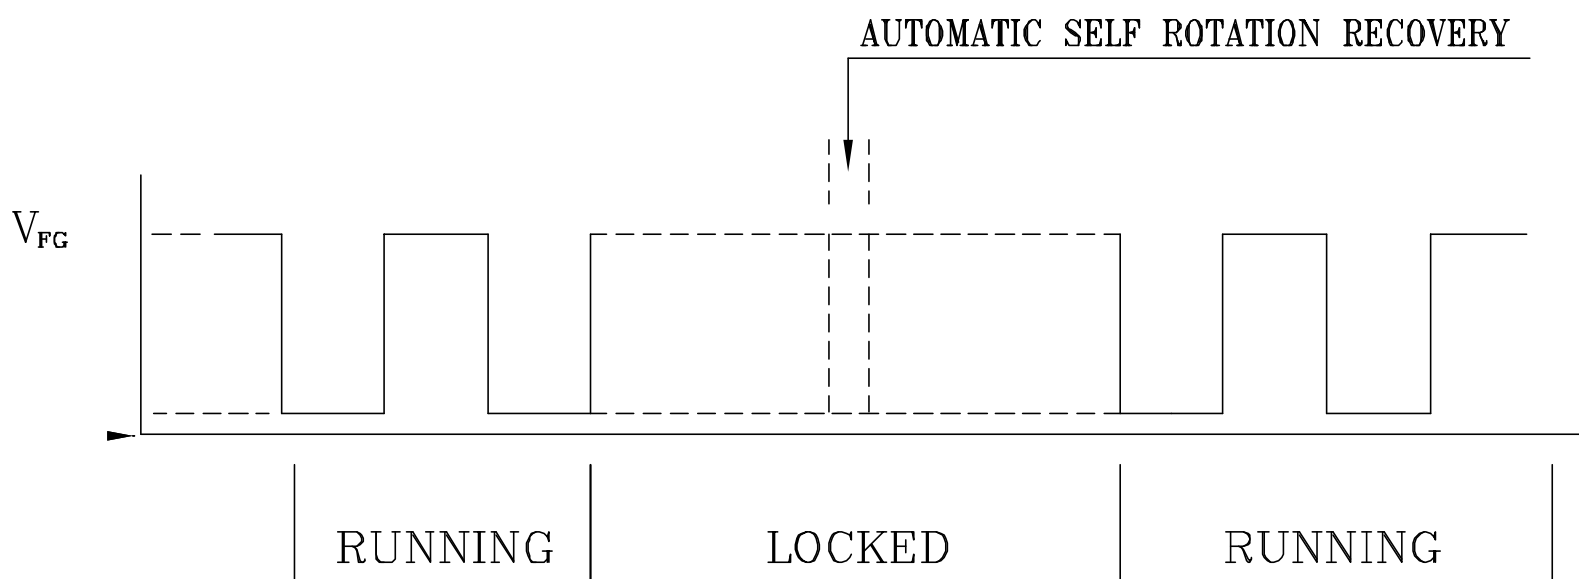 AUTOMATIC SELF ROTATION RECOVERY
VFG
RUNNING
LOCKED
RUNNING